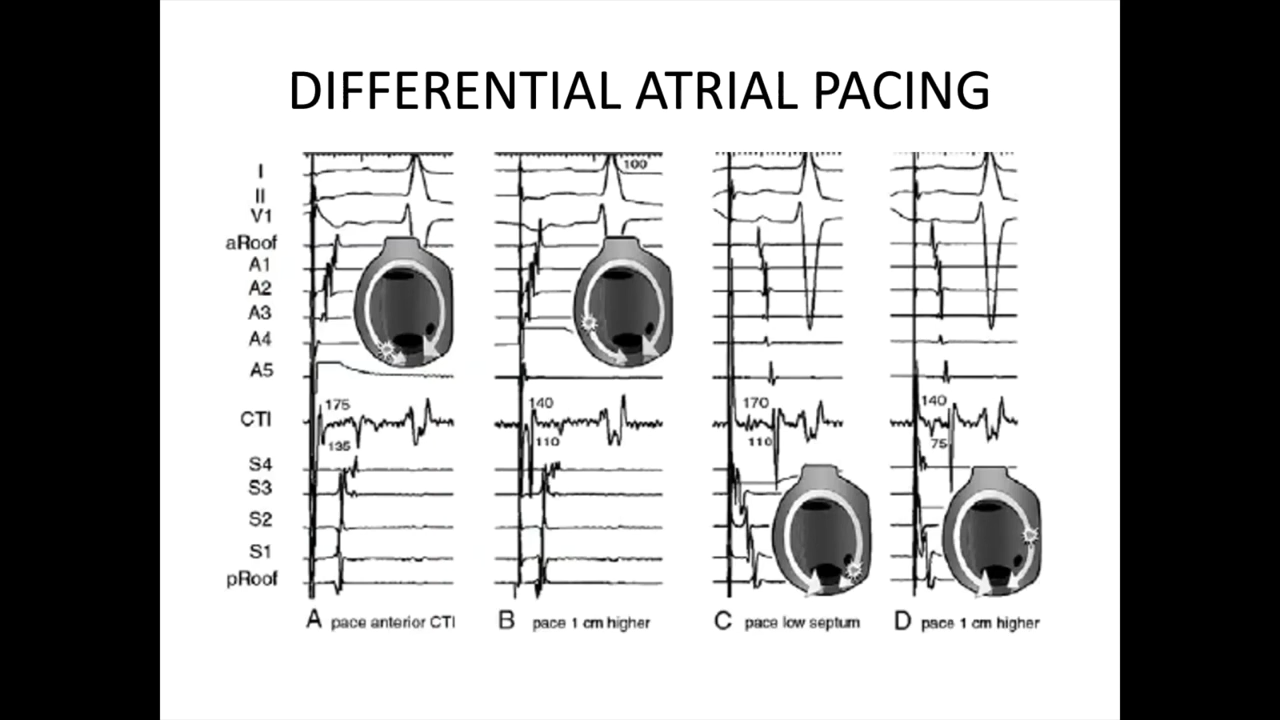 DIFFERENTIAL ATRIAL PACING
I
II
V1
aRoof
A1
A2
A3
A4
A5
CTI
S4
S3
S2
S1
pRoof
100
175
135
140
110
170
110
140
75
A pace anterior CTI
B pace 1 cm higher
C pace low septum
D pace 1 cm higher